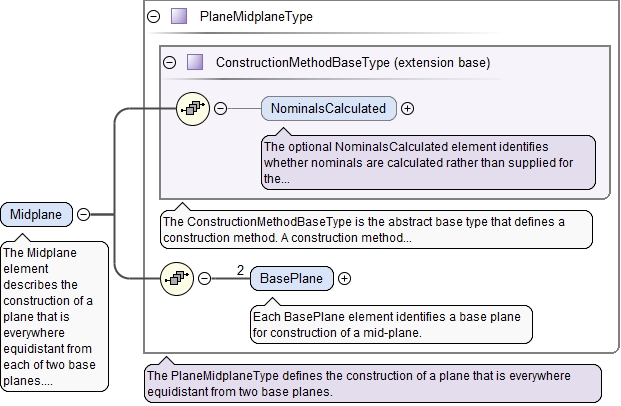 PlaneMidplaneType
ConstructionMethodBaseType (extension base)
NominalsCalculated
The optional NominalsCalculated element identifies
whether nominals are calculated rather than supplied for
the...
The ConstructionMethodBaseType is the abstract base type that defines a
construction method. A construction method...
Midplane
The Midplane
element
describes the
construction of a
plane that is
everywhere
equidistant from
each of two base
planes....
2
BasePlane
Each BasePlane element identifies a base plane
for construction of a mid-plane.
The PlaneMidplaneType defines the construction of a plane that is everywhere
equidistant from two base planes.